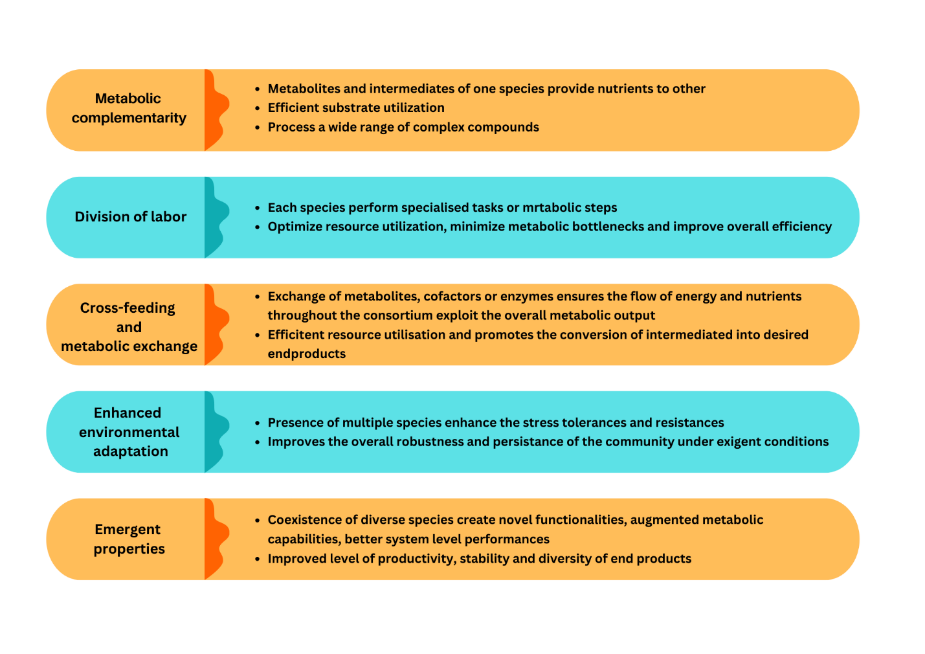 Metabolic
complementarity
• Metabolites and intermediates of one species provide nutrients to other
• Efficient substrate utilization
• Process a wide range of complex compounds
Division of labor
• Each species perform specialised tasks or mrtabolic steps
• Optimize resource utilization, minimize metabolic bottlenecks and improve overall efficiency
Cross-feeding
and
metabolic exchange
• Exchange of metabolites, cofactors or enzymes ensures the flow of energy and nutrients
throughout the consortium exploit the overall metabolic output
• Efficitent resource utilisation and promotes the conversion of intermediated into desired
endproducts
Enhanced
environmental
adaptation
• Presence of multiple species enhance the stress tolerances and resistances
• Improves the overall robustness and persistance of the community under exigent conditions
Emergent
properties
• Coexistence of diverse species create novel functionalities, augmented metabolic
capabilities, better system level performances
• Improved level of productivity, stability and diversity of end products